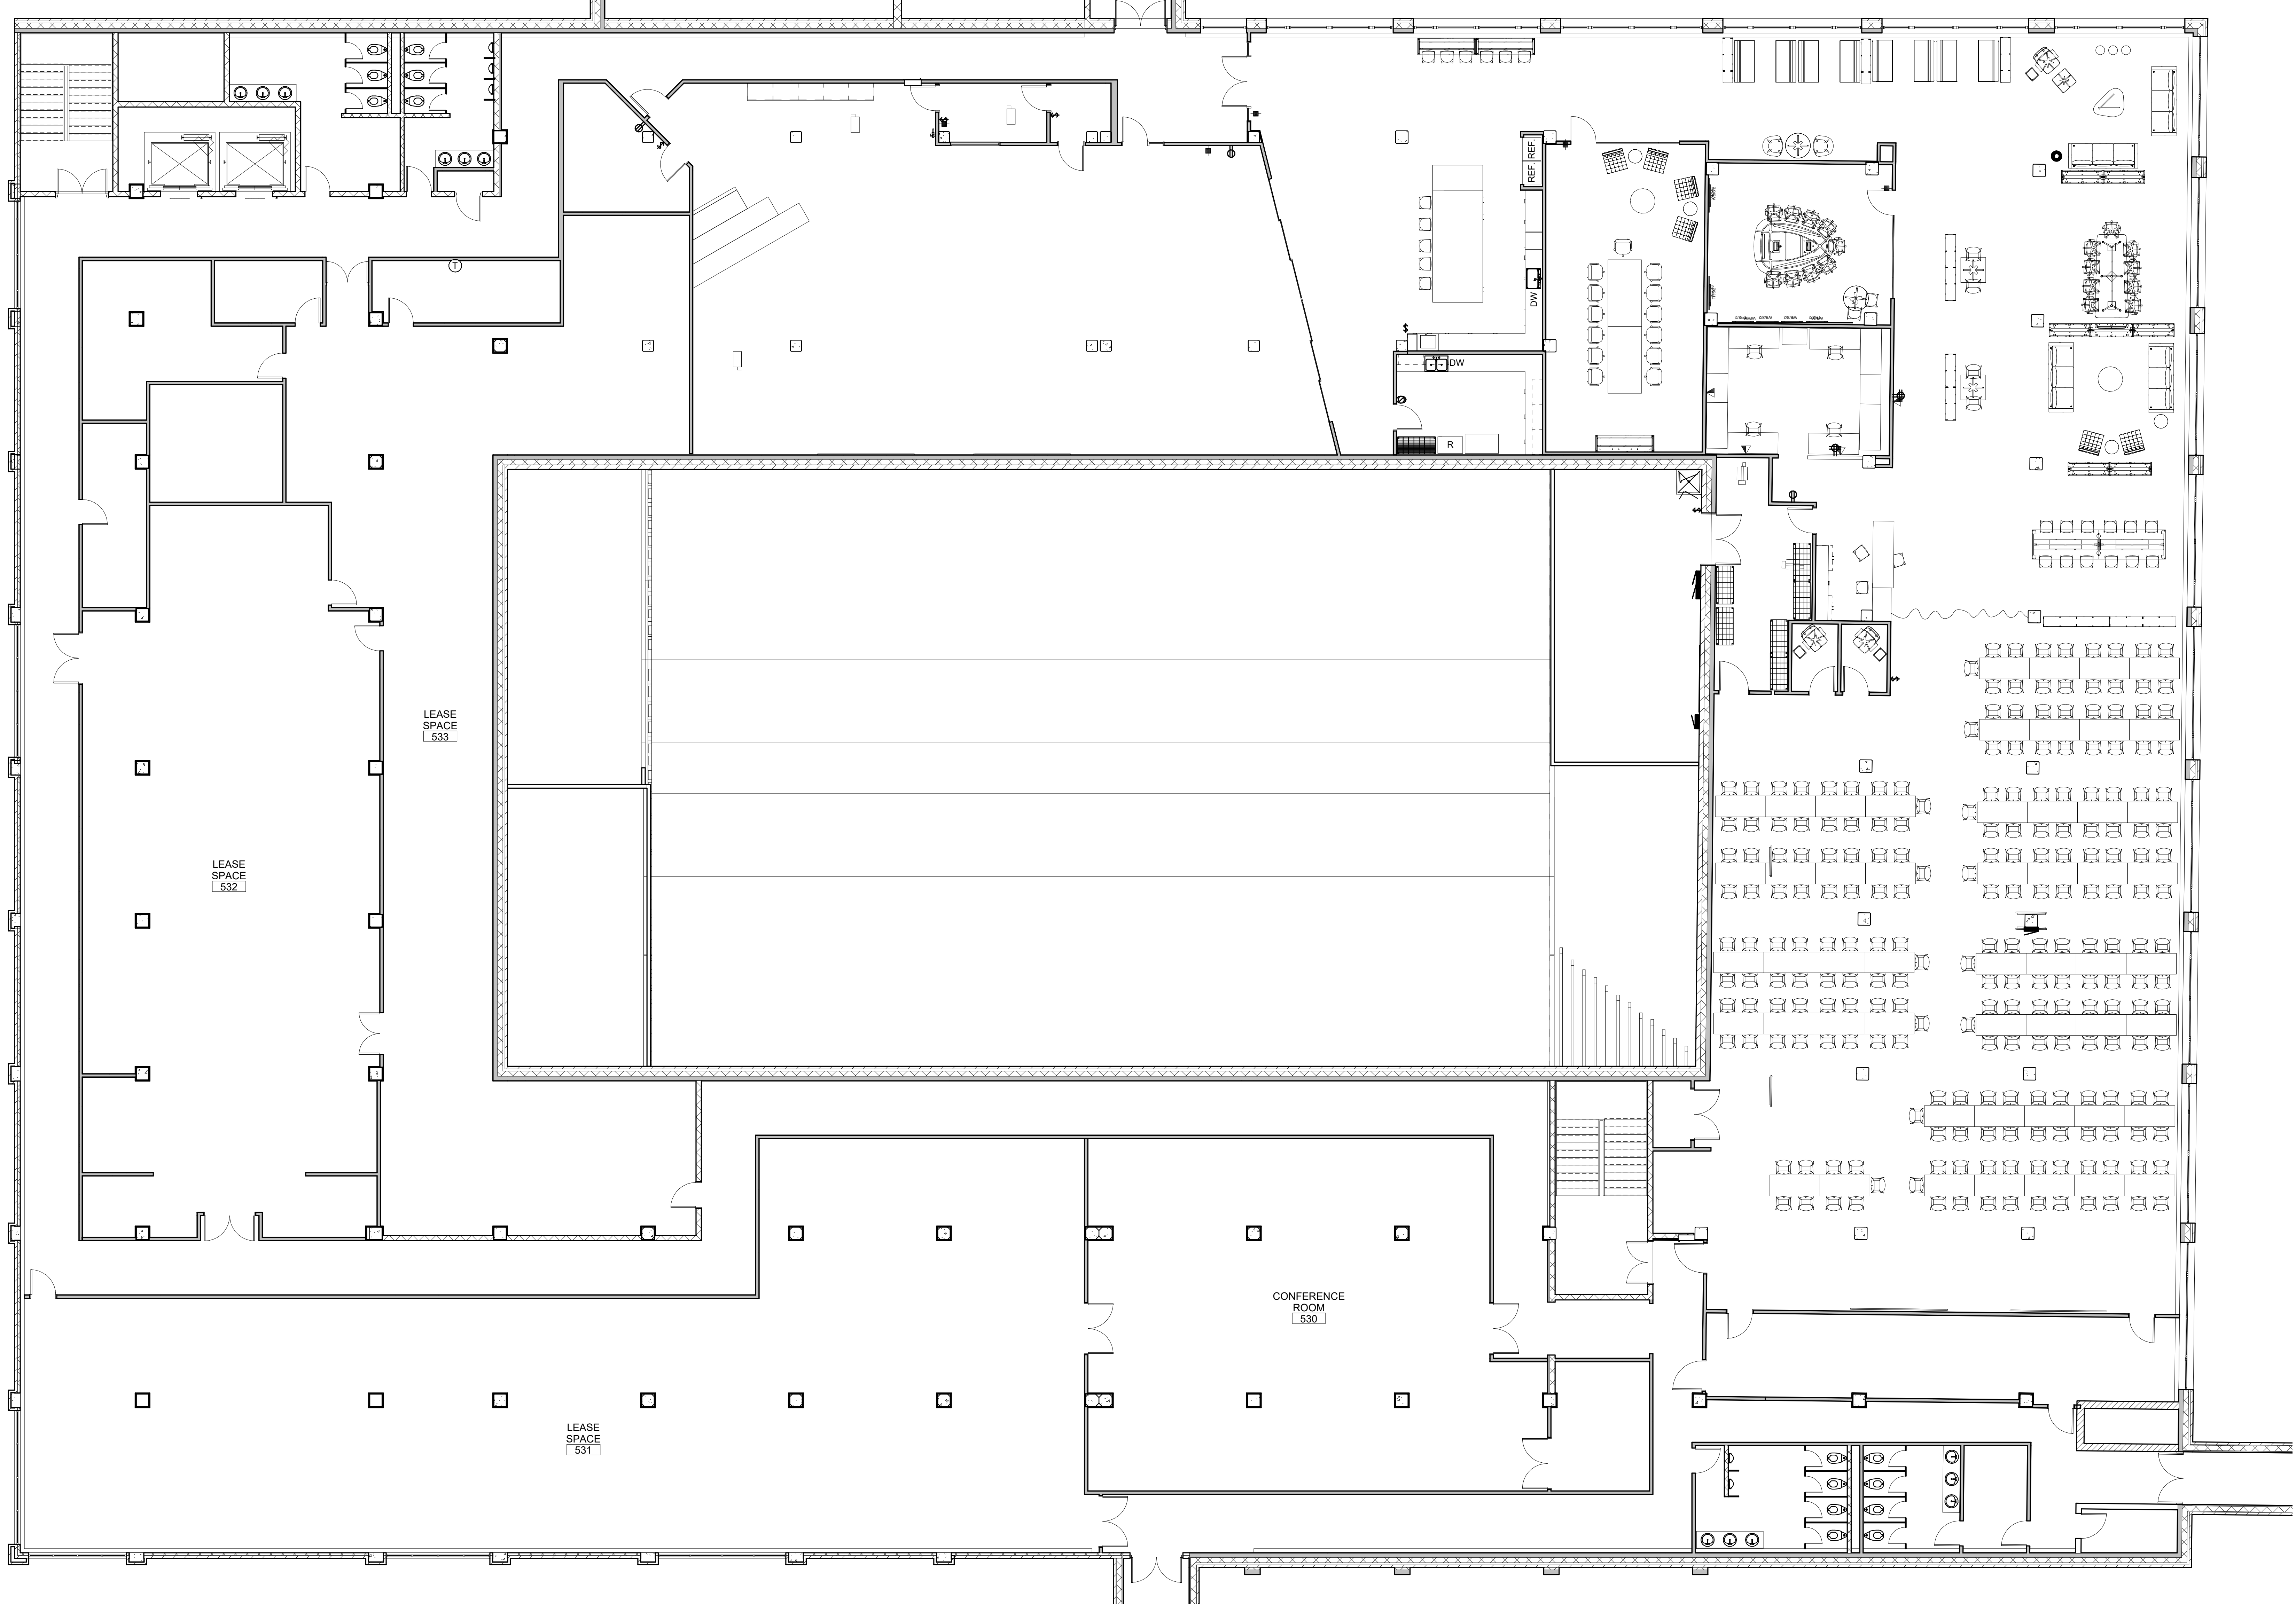 REF.
REF.
T
DW
DW
R
LEASE
SPACE
533
LEASE
SPACE
532
CONFERENCE
ROOM
530
LEASE
SPACE
531